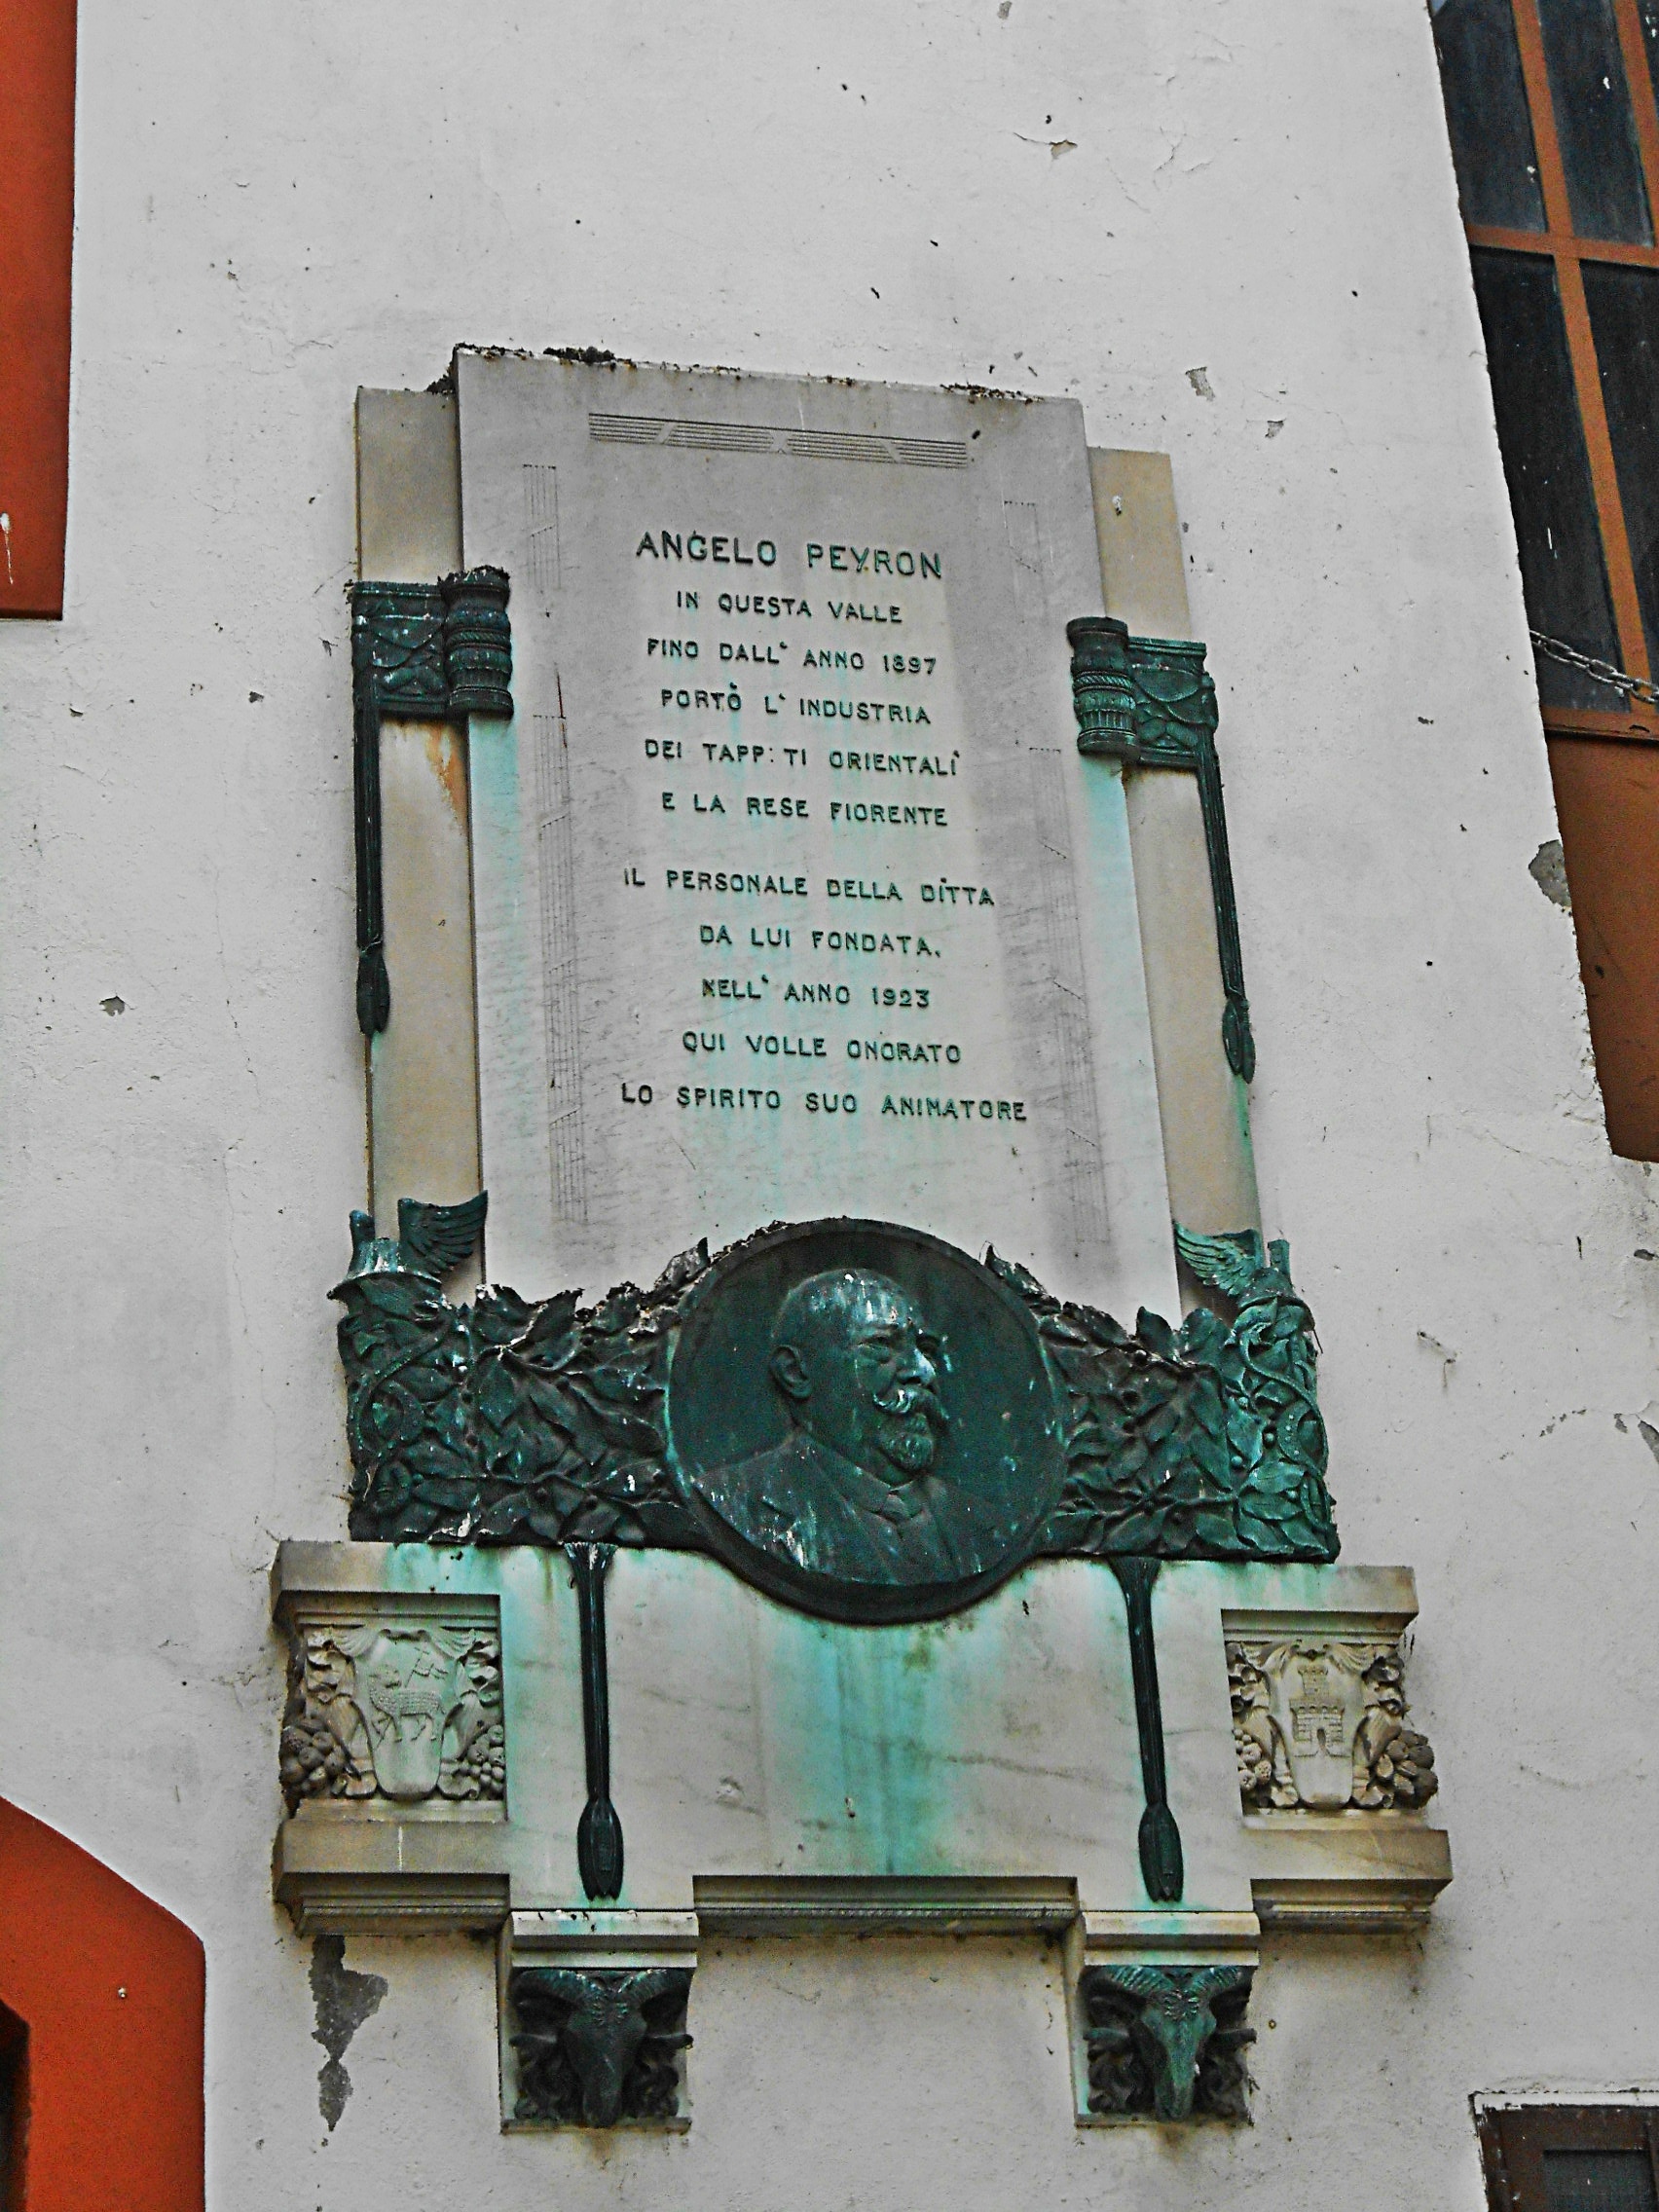 ANGELO PEYRON
IN QUESTA VALLE
FINO DALL' ANNO 1897
PORTÒ L' INDUSTRIA
DEI TAPP:TI ORIENTALI
E LA RESE FIORENTE
IL PERSONALE DELLA DITTA
DA LUI FONDATA,
NELL' ANNO 1923
QUI VOLLE ONORATO
LO SPIRITO SUO ANIMATORE